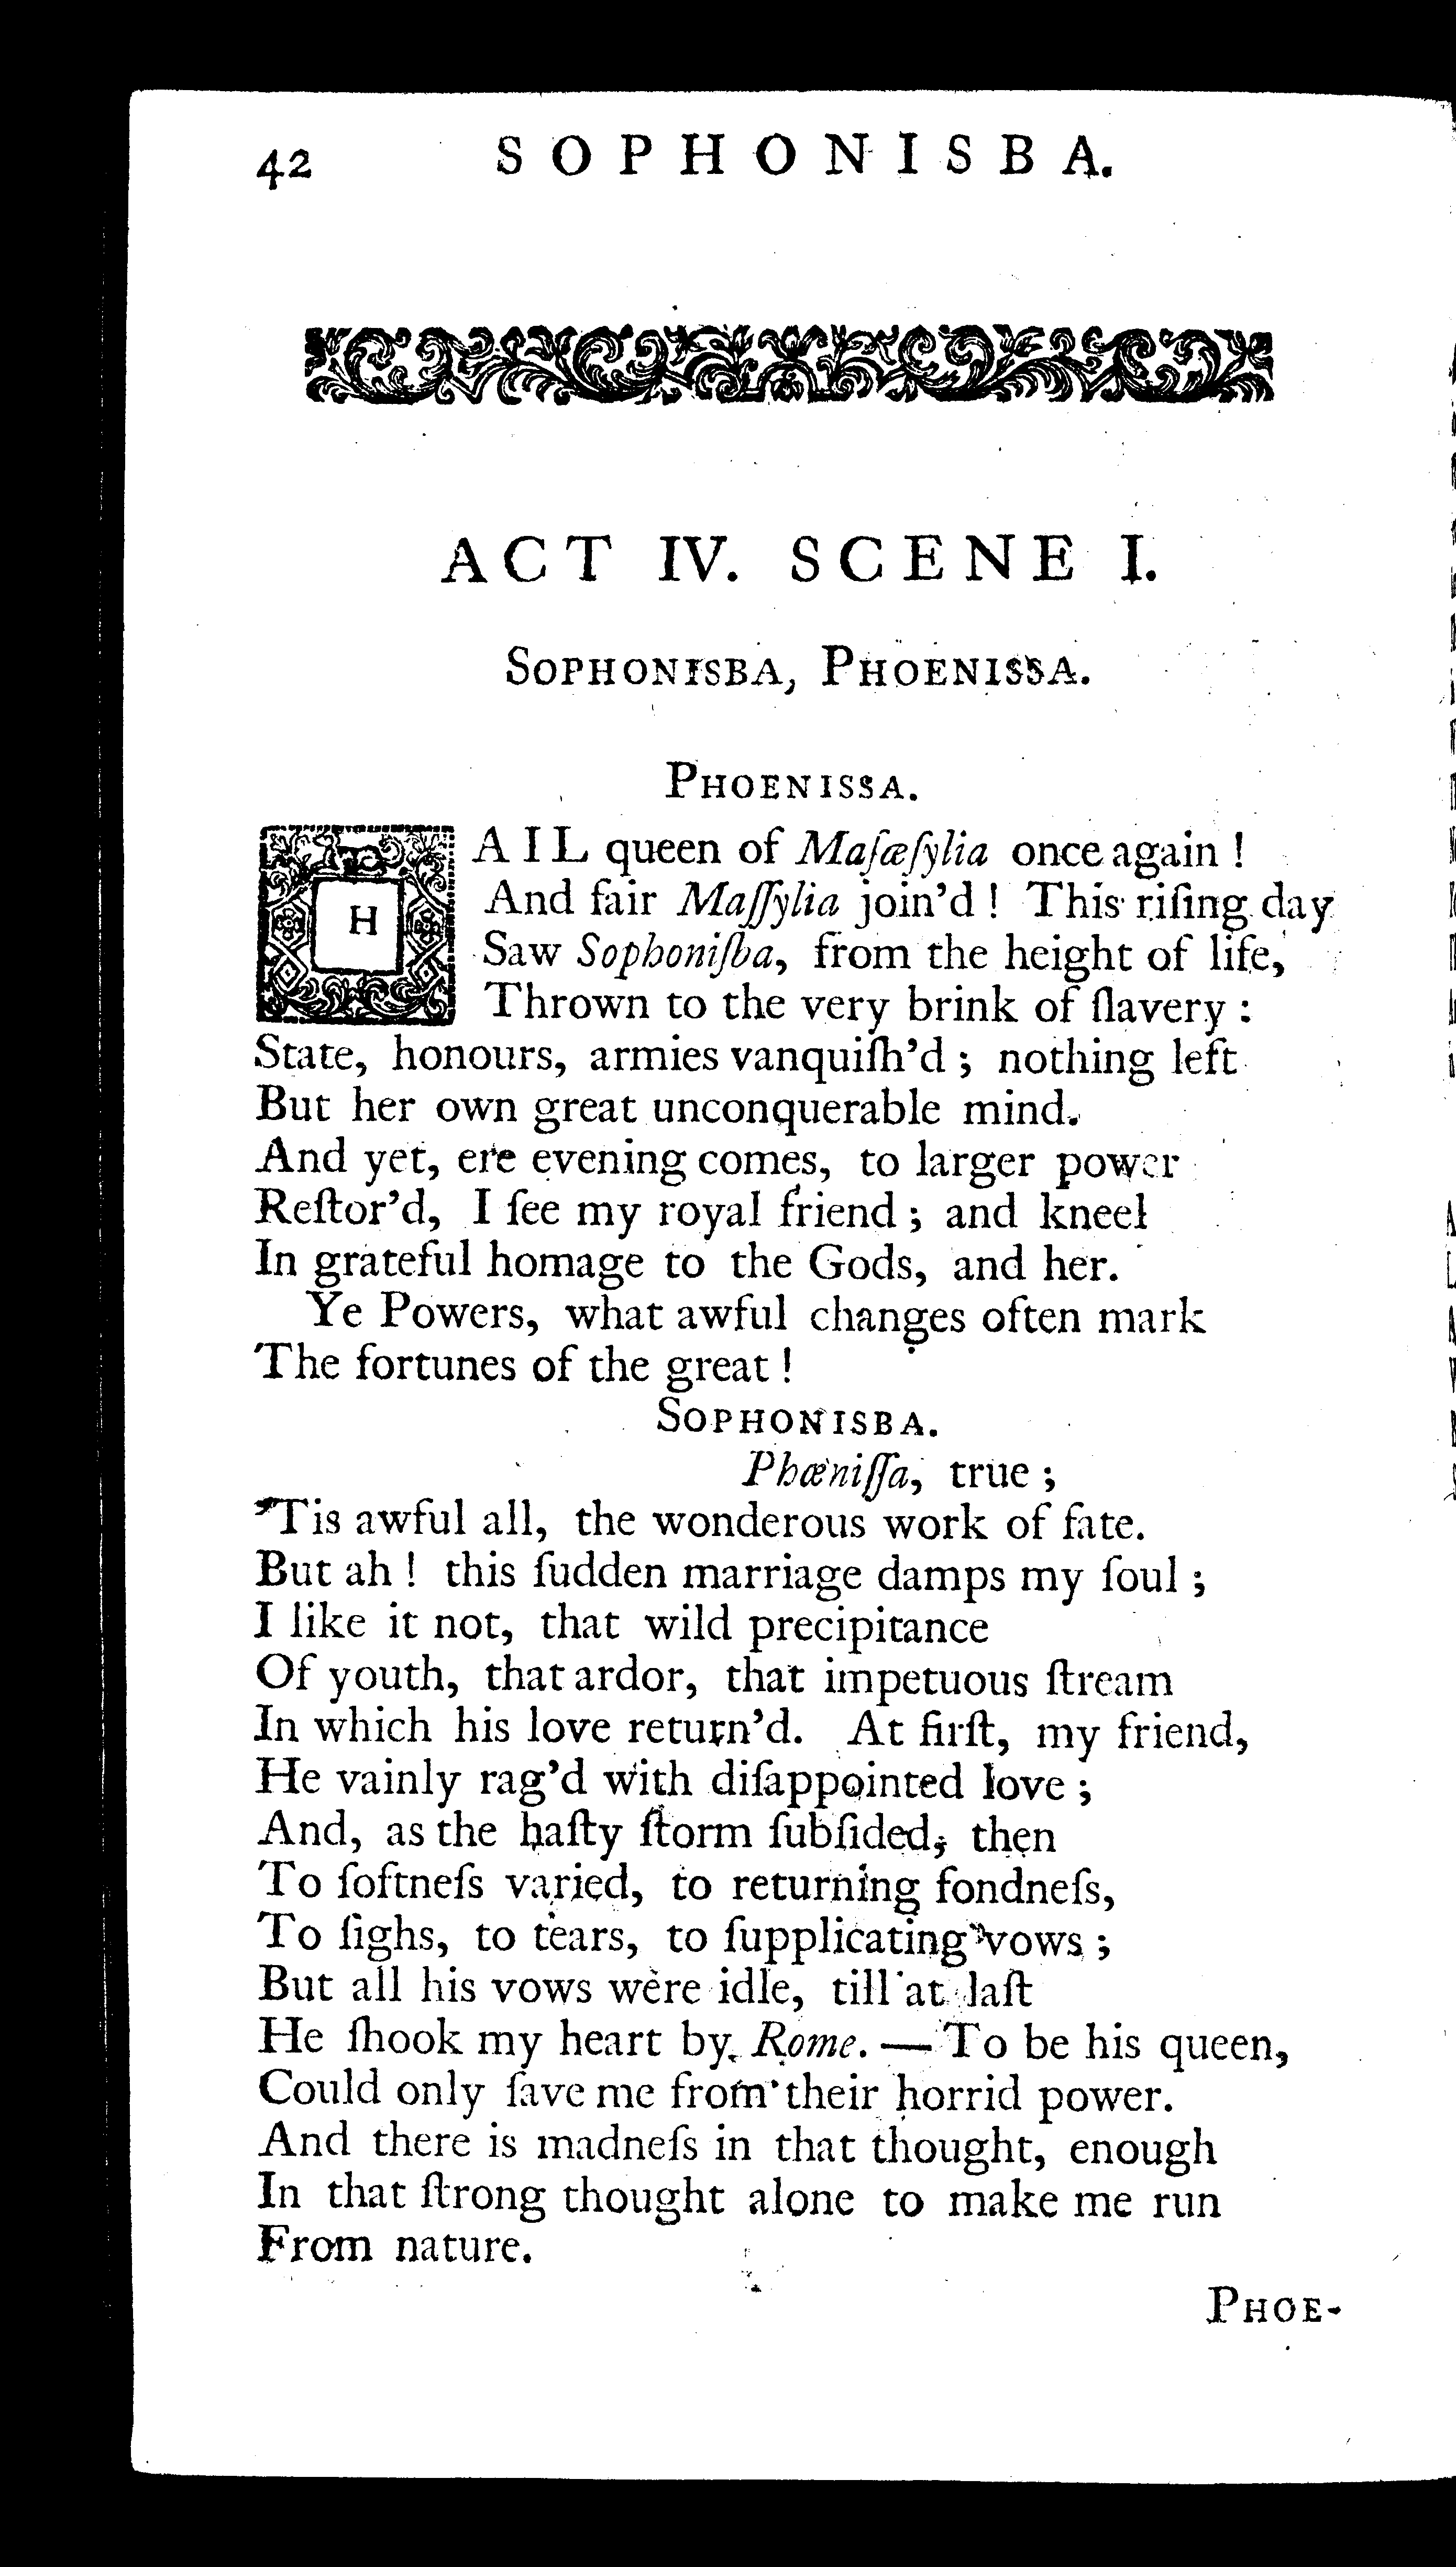 42 SOPHONISBA.
ACT IV. SCENE I.
SOPHONISBA, PHOENISSA.
PHOENISSA.
HAIL queen of Maſæſylia once again !
And fair Maſſylia join'd ! This riſing day
Saw Sophoniſba, from the height of life,
Thrown to the very brink of ſlavery :
State, honours, armies vanquiſh'd ; nothing left
But her own great unconquerable mind.
And yet, ere evening comes, to larger power
Reſtor'd, I ſee my royal friend ; and kneel
In grateful homage to the Gods, and her.
Ye Powers, what awful changes often mark
The fortunes of the great !
SOPHONISBA.
Phœniſſa, true ;
'Tis awful all, the wonderous work of fate.
But ah ! this ſudden marriage damps my ſoul ;
I like it not, that wild precipitance
Of youth, that ardor, that impetuous ſtream
In which his love return'd. At firſt, my friend,
He vainly rag'd with diſappointed love ;
And, as the haſty ſtorm ſubſided, then
To ſoftneſs varied, to returning fondneſs,
To ſighs, to tears, to ſupplicating vows ;
But all his vows were idle, till at laſt
He ſhook my heart by Rome. — To be his queen,
Could only ſave me from their horrid power.
And there is madneſs in that thought, enough
In that ſtrong thought alone to make me run
From nature.
PHOE-